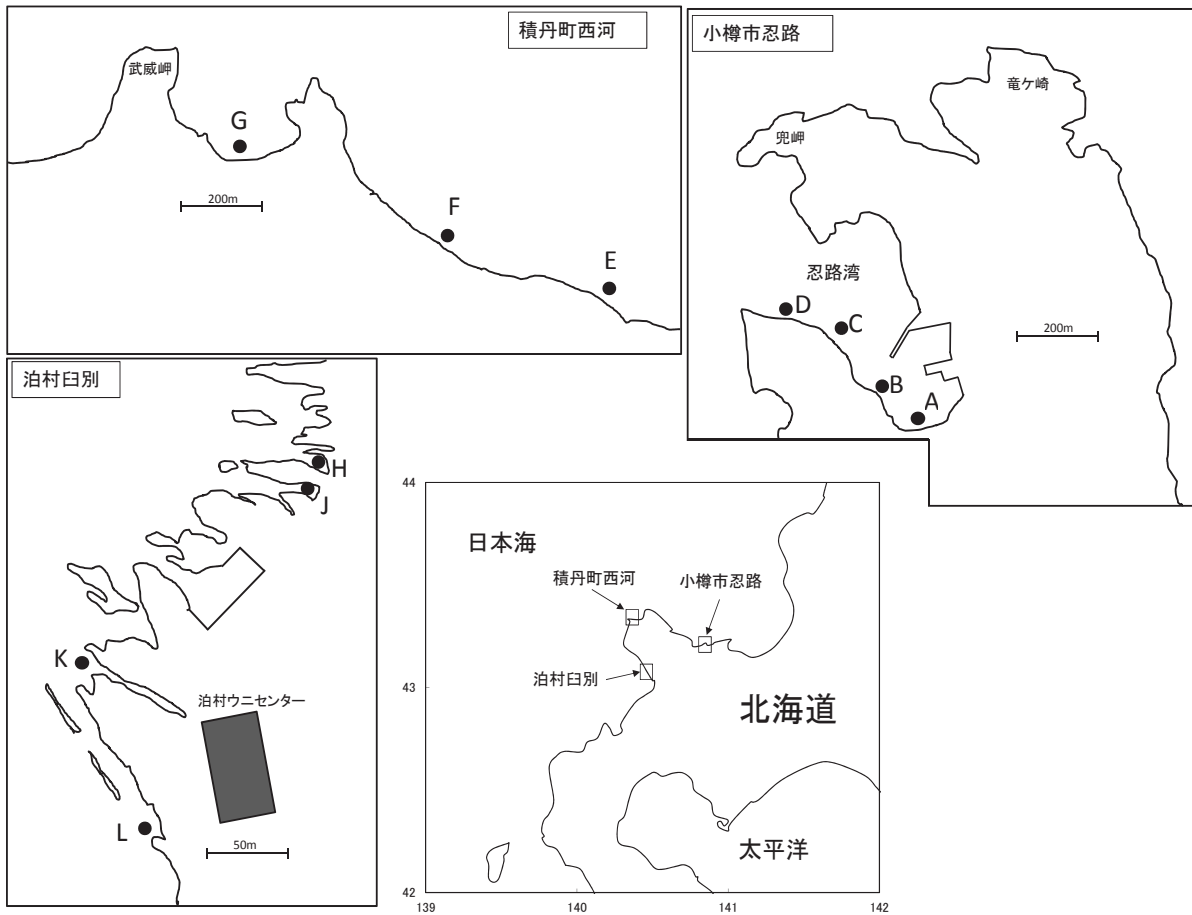 積丹町西河
武威岬
G
200m
F
E
小樽市忍路
竜ケ崎
兜岬
忍路湾
D
C
200m
B
A
泊村臼別
H
J
K
泊村ウニセンター
L
50m
44
日本海
積丹町西河
小樽市忍路
43
泊村臼別
北海道
太平洋
42
139
140
141
142